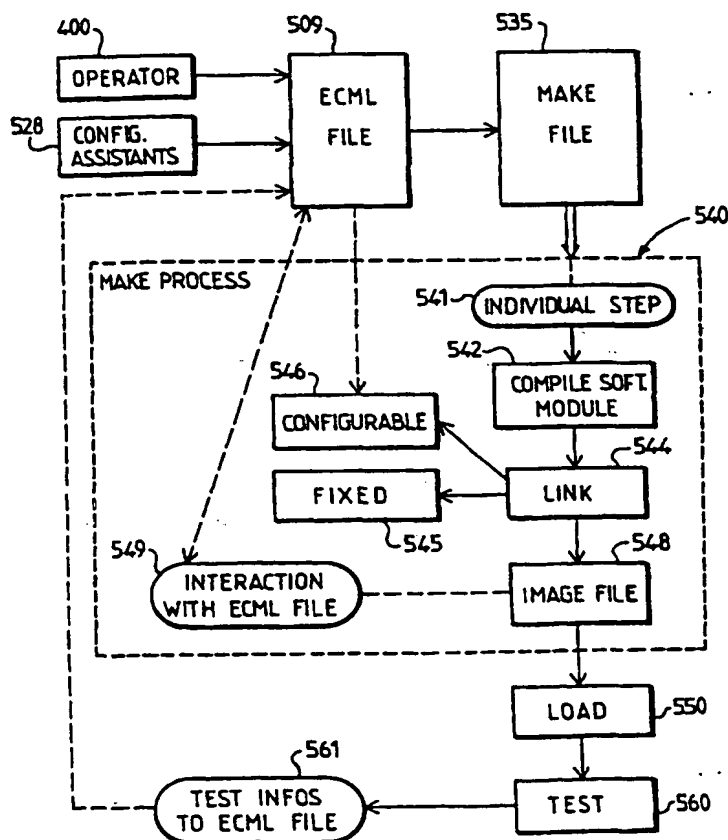 400
OPERATOR
528
CONFIG.
ASSISTANTS
509
ECML
FILE
535
MAKE
FILE
540
MAKE PROCESS
541
INDIVIDUAL STEP
542
COMPILE SOFT.
MODULE
546
CONFIGURABLE
544
LINK
FIXED
545
549
INTERACTION
WITH ECML FILE
548
IMAGE FILE
LOAD
550
561
TEST INFOS
TO ECML FILE
TEST
560